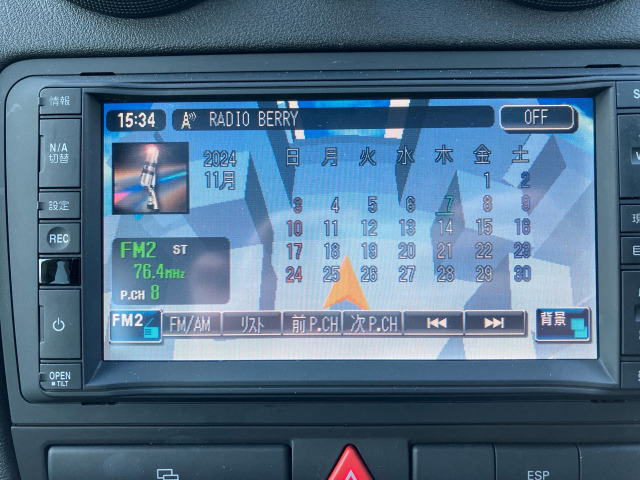 情報
N/A
切替
設定
REC
OPEN
TILT
15:34 RADIO BERRY OFF
2024
11月
日 月 火 水 木 金 土
1 2
3 4 5 6 7 8 9
10 11 12 13 14 15 16
17 18 19 20 21 22 23
24 25 26 27 28 29 30
FM2 ST
76.4MHz
P.CH 8
FM2 FM/AM リスト 前P.CH 次P.CH 背景
ESP